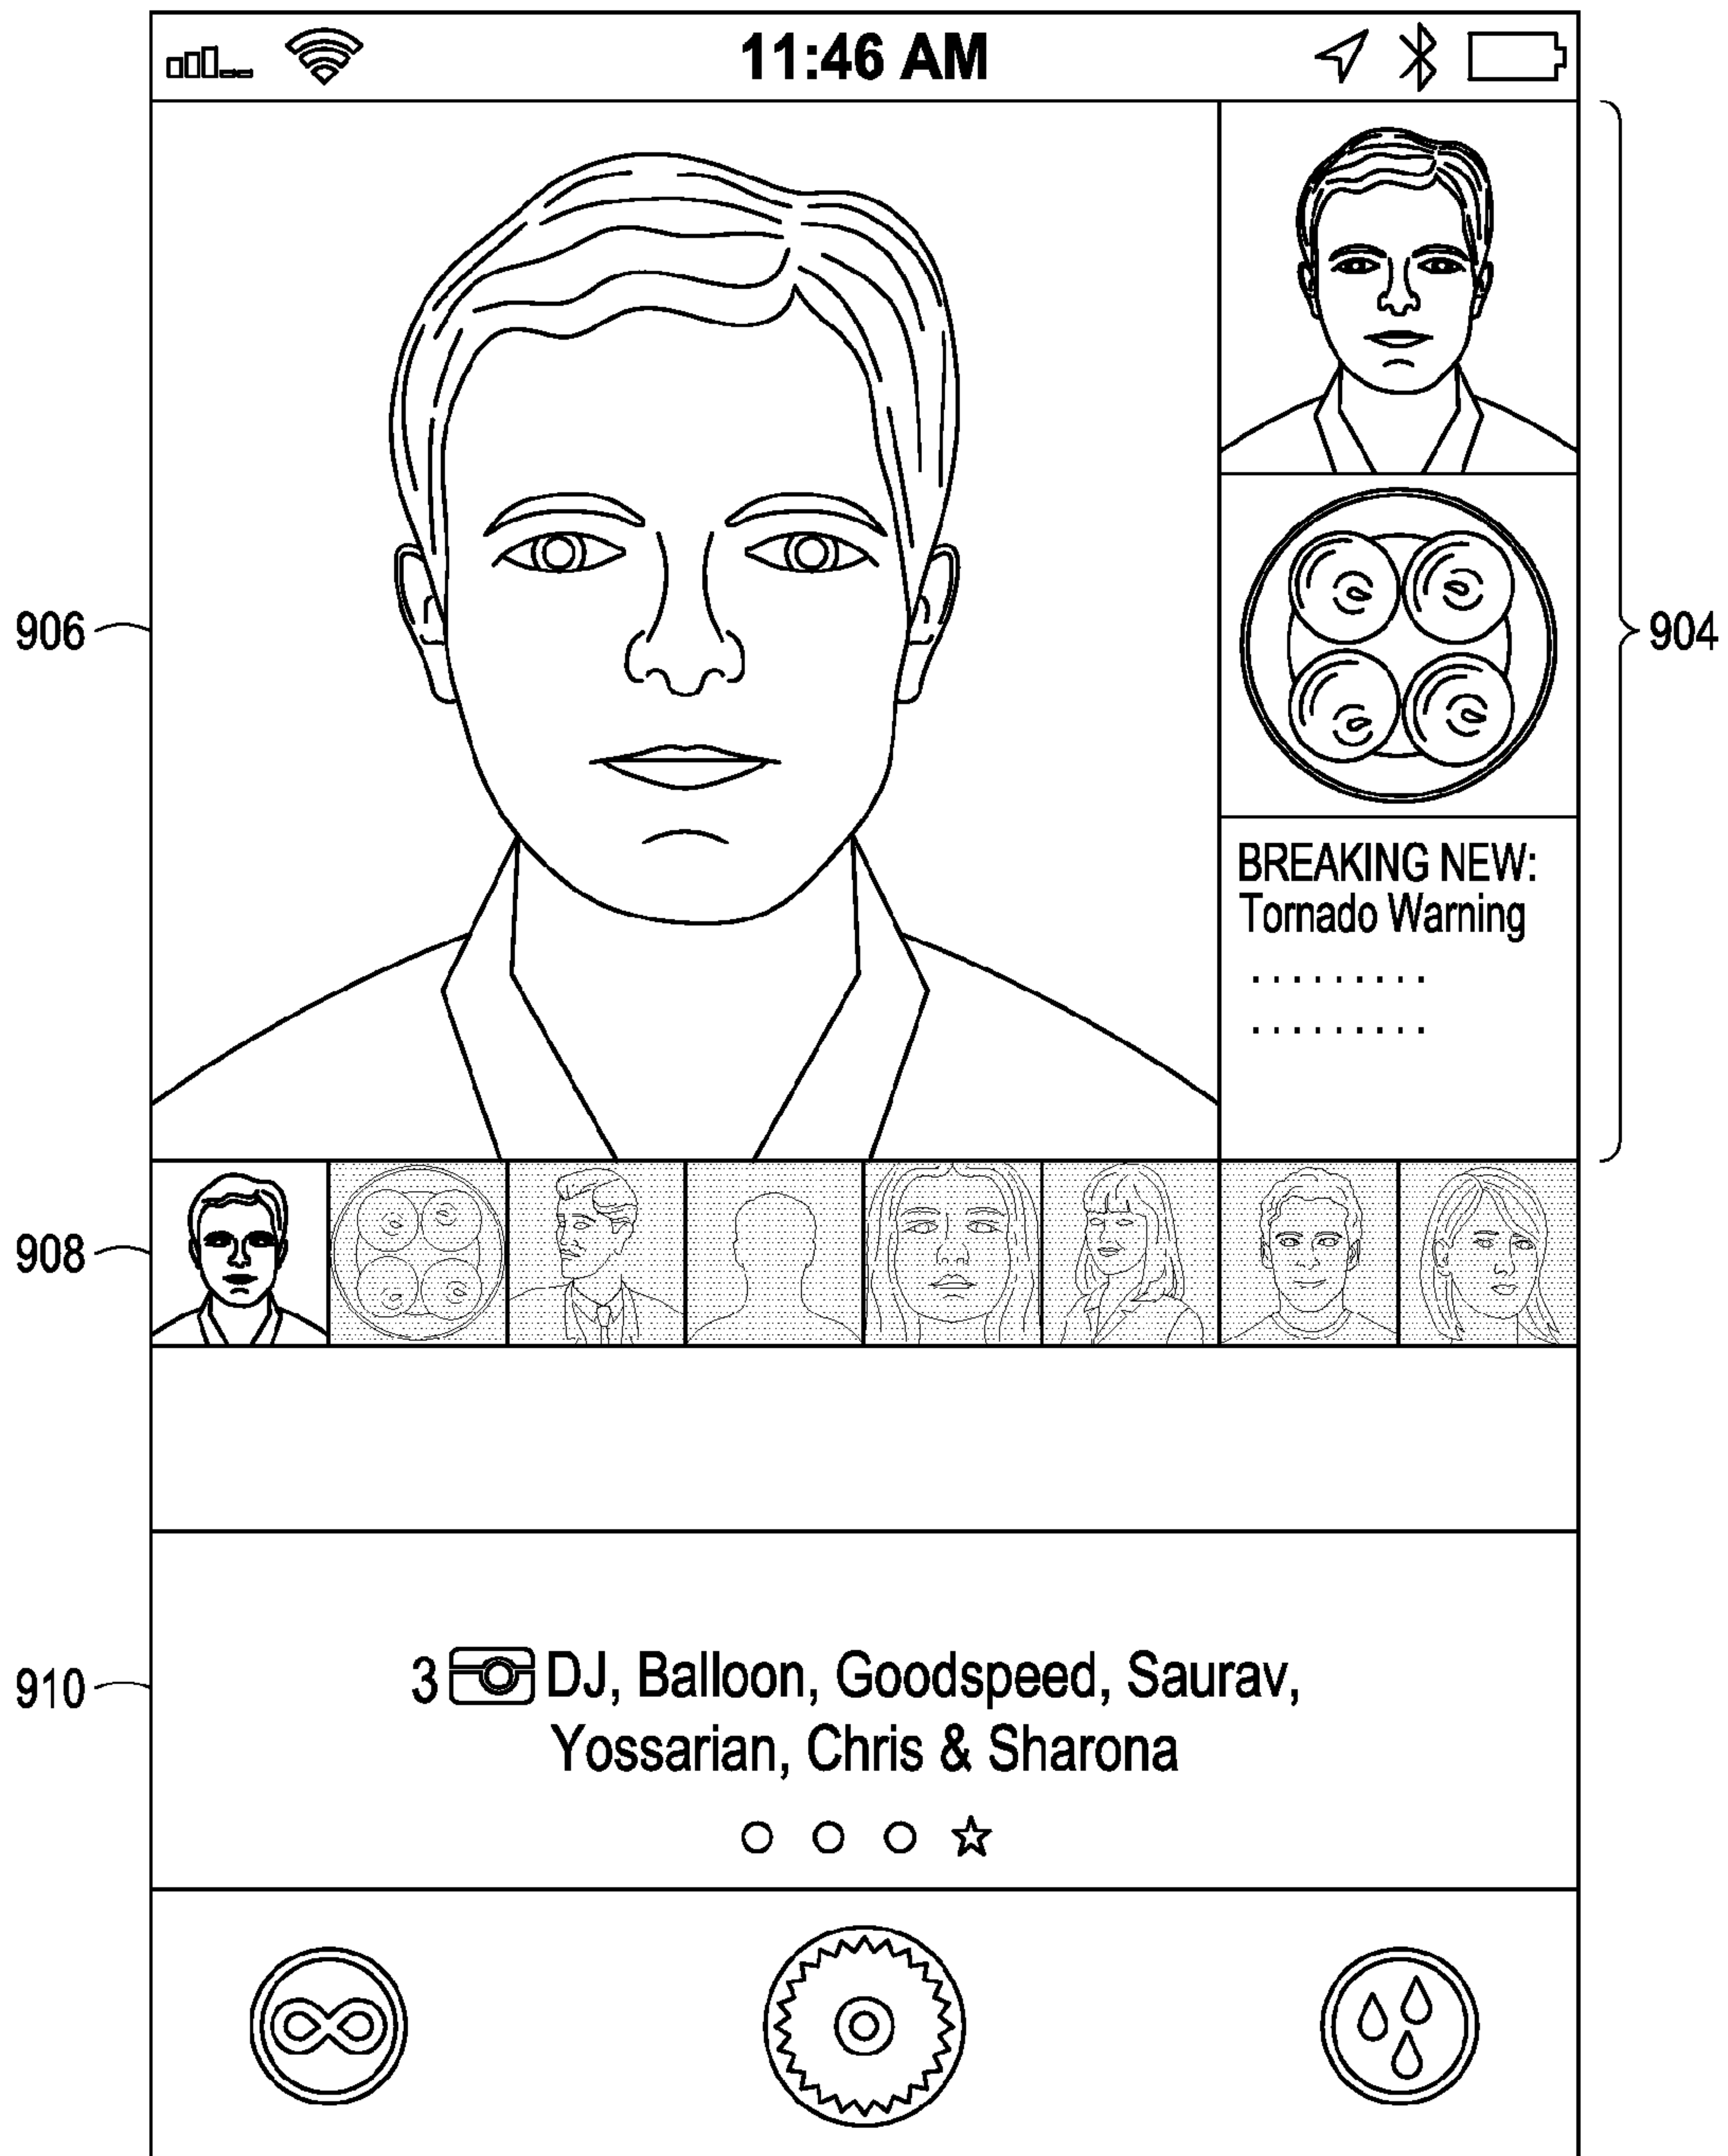 11:46 AM
906
904
BREAKING NEW:
Tornado Warning
908
910
3 DJ, Balloon, Goodspeed, Saurav,
Yossarian, Chris & Sharona